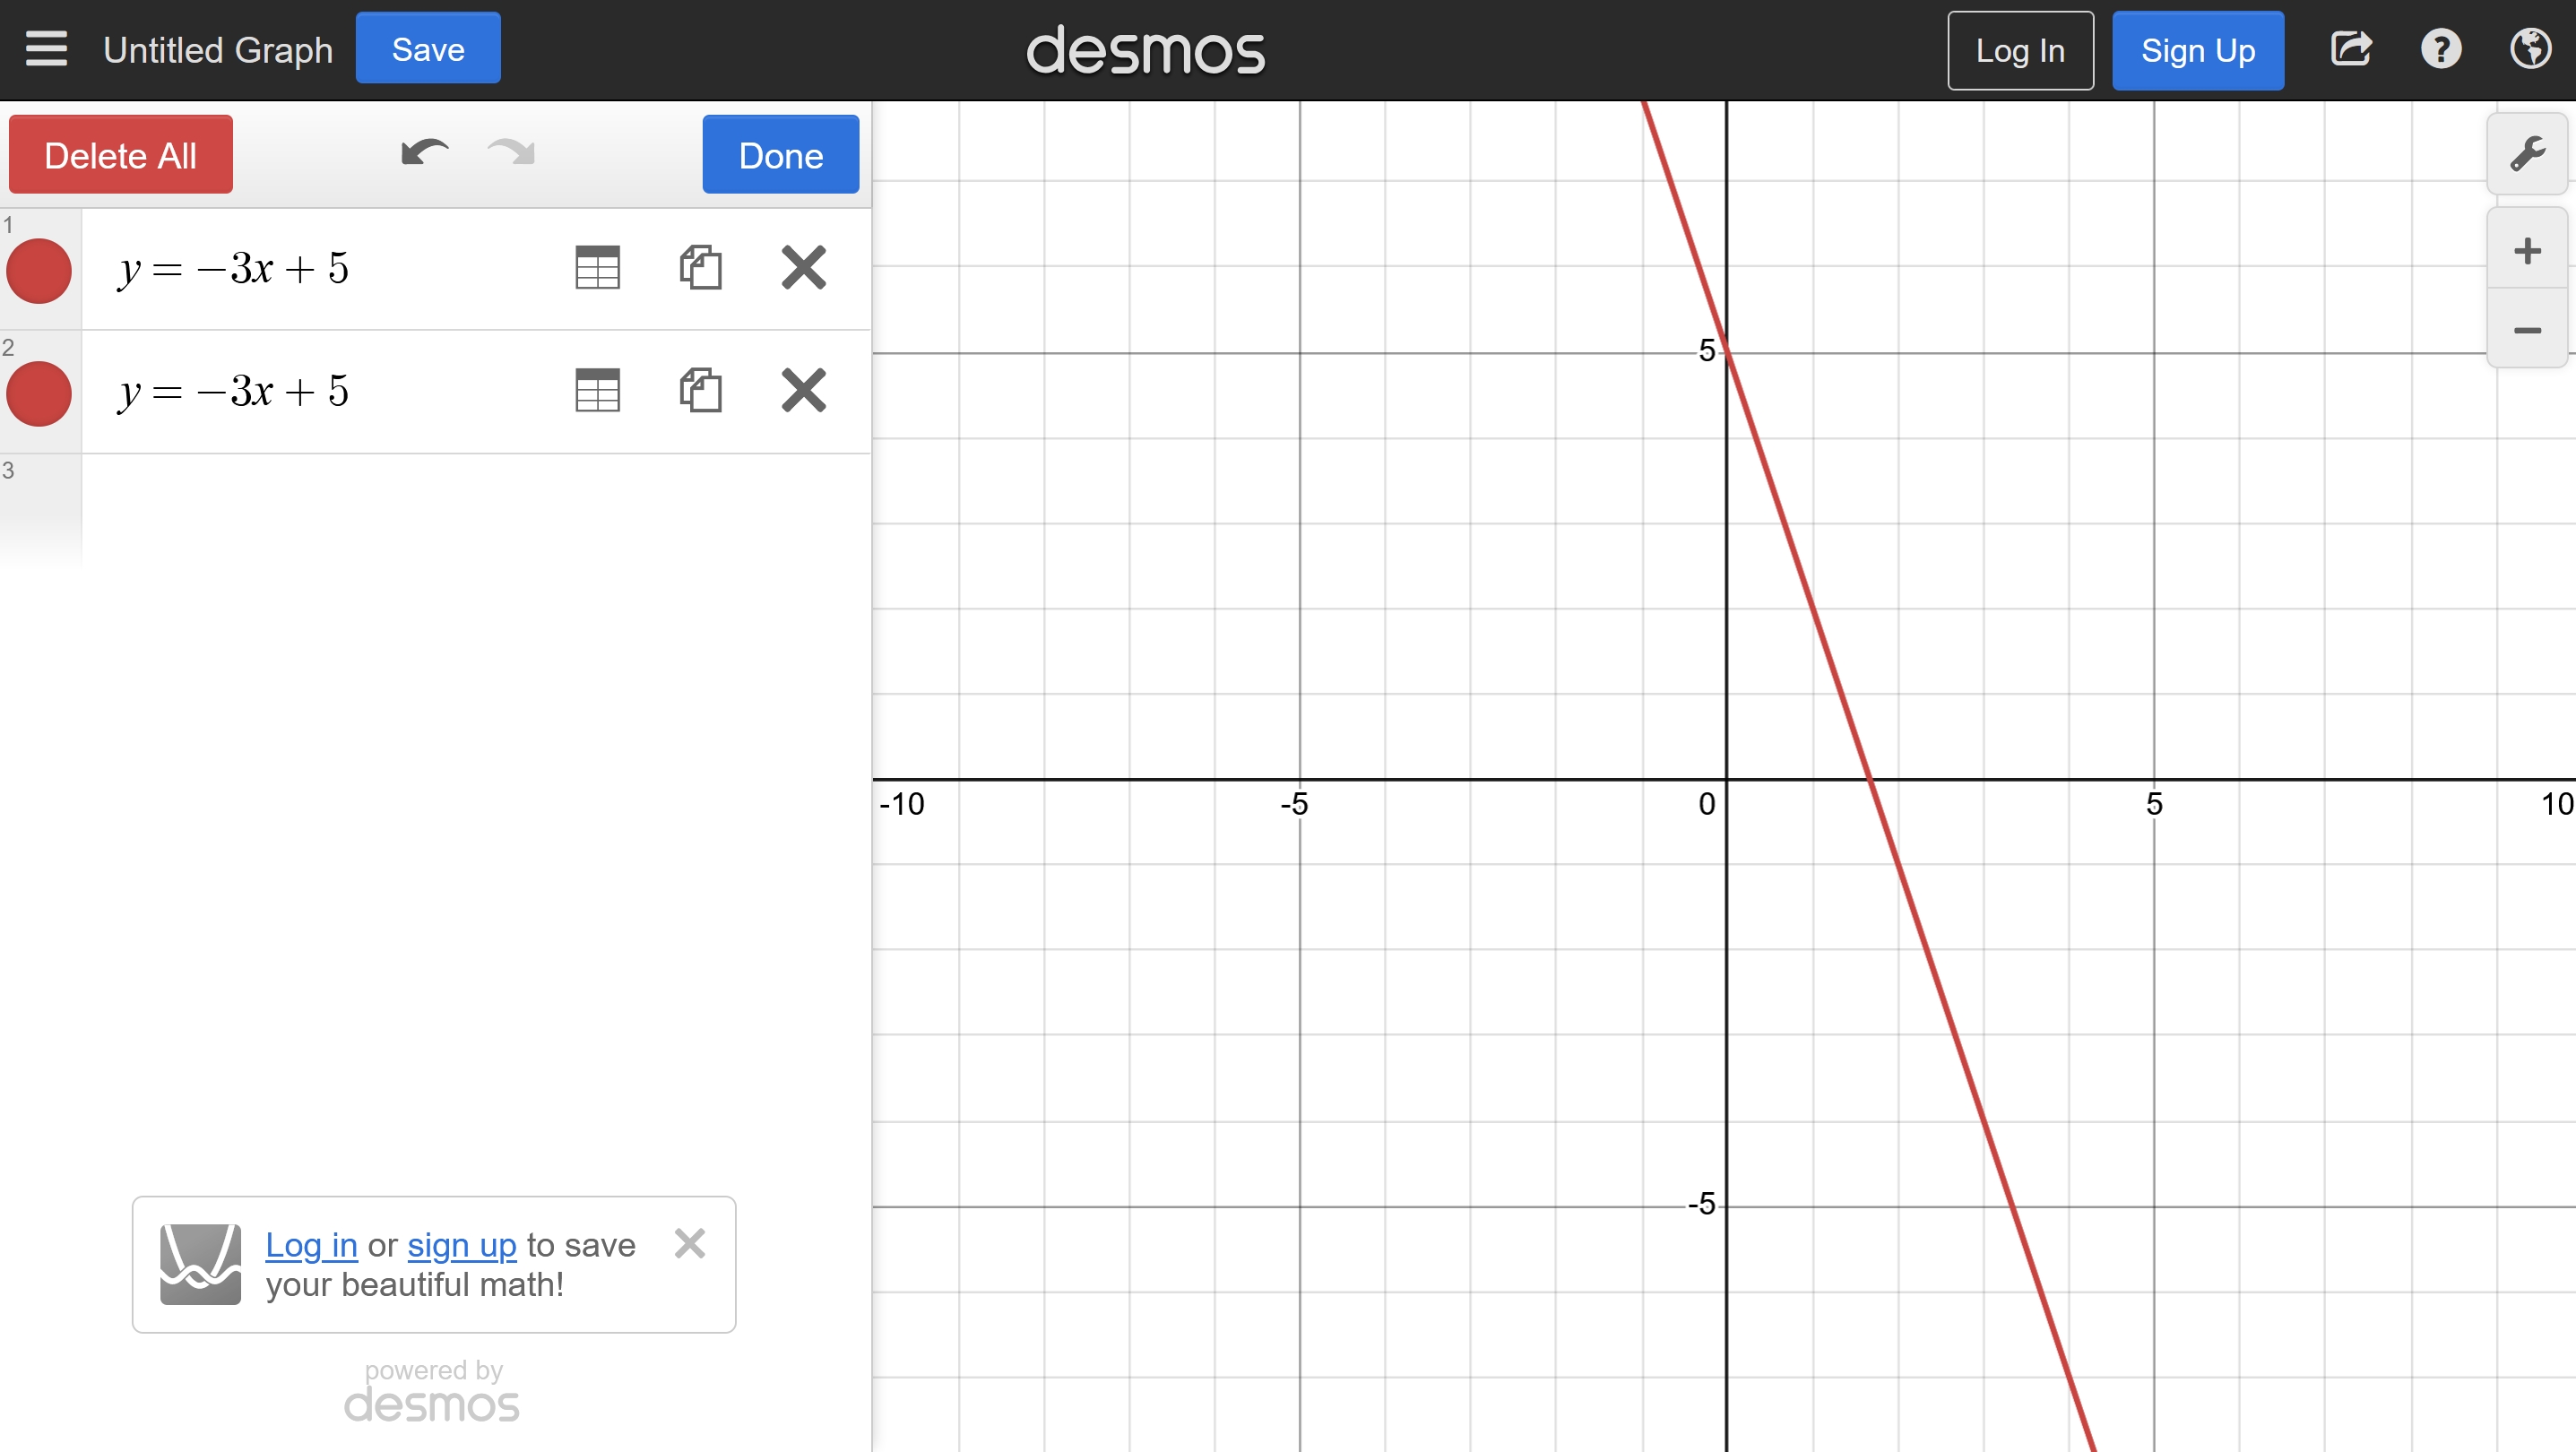 Untitled Graph Save desmos Log In Sign Up ?
Delete All Done
1
y = −3x + 5
2
y = −3x + 5
3
Log in or sign up to save
your beautiful math!
powered by
desmos
5
-10 -5 0 5 10
-5
+
−